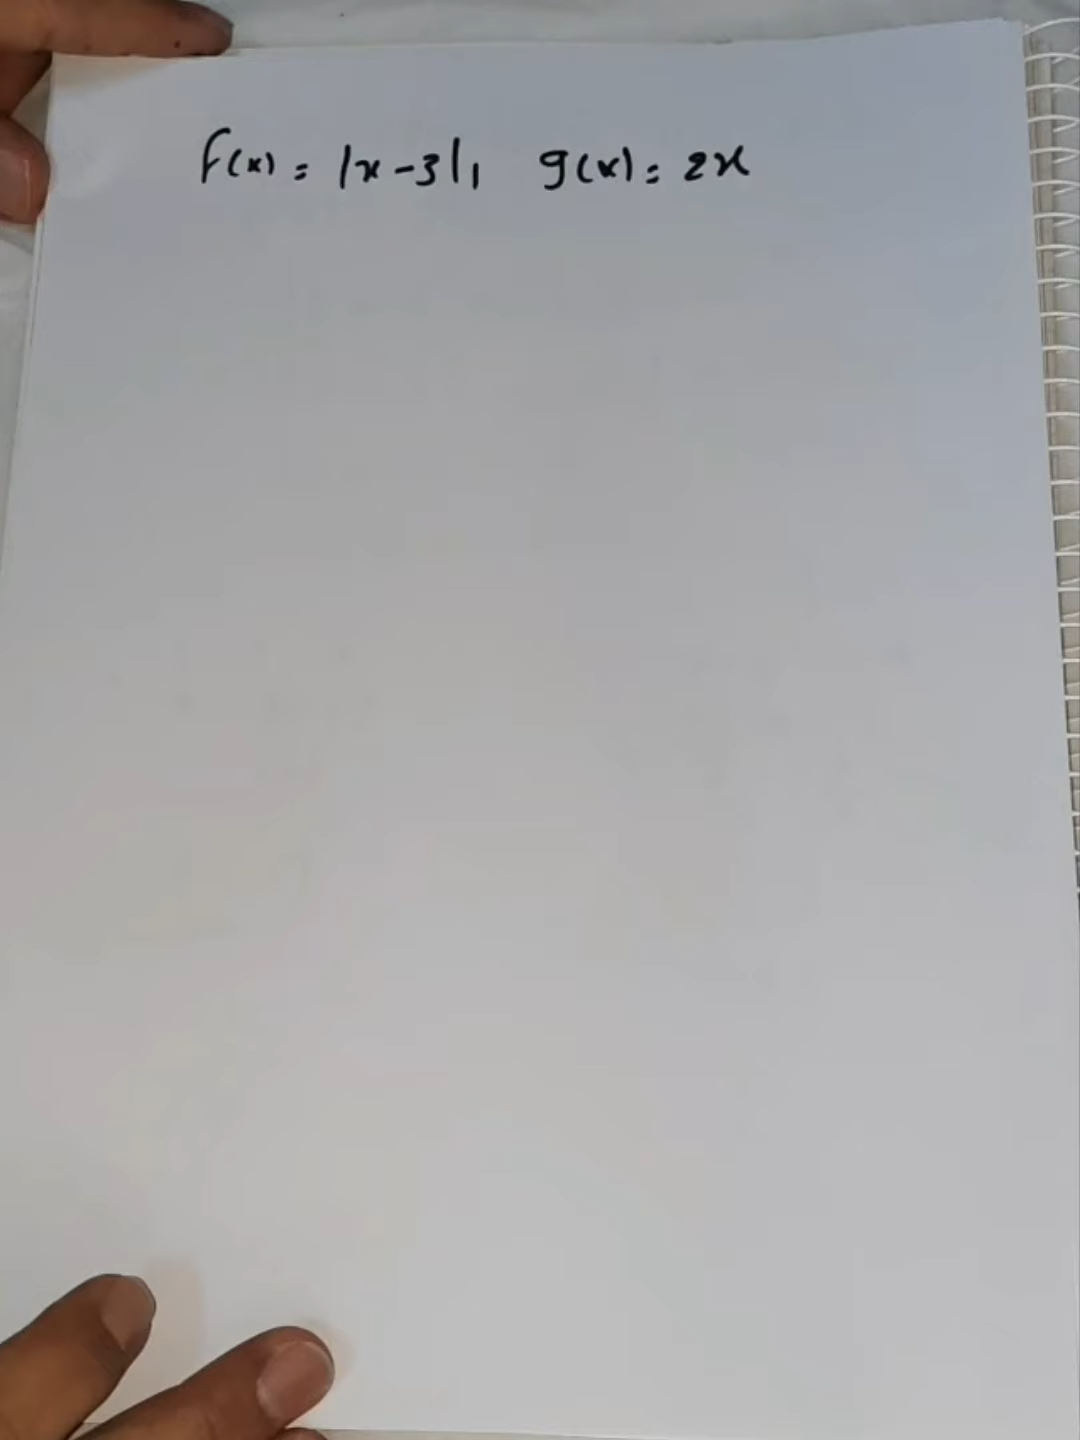 f(x) = |x-3|, g(x) = 2x